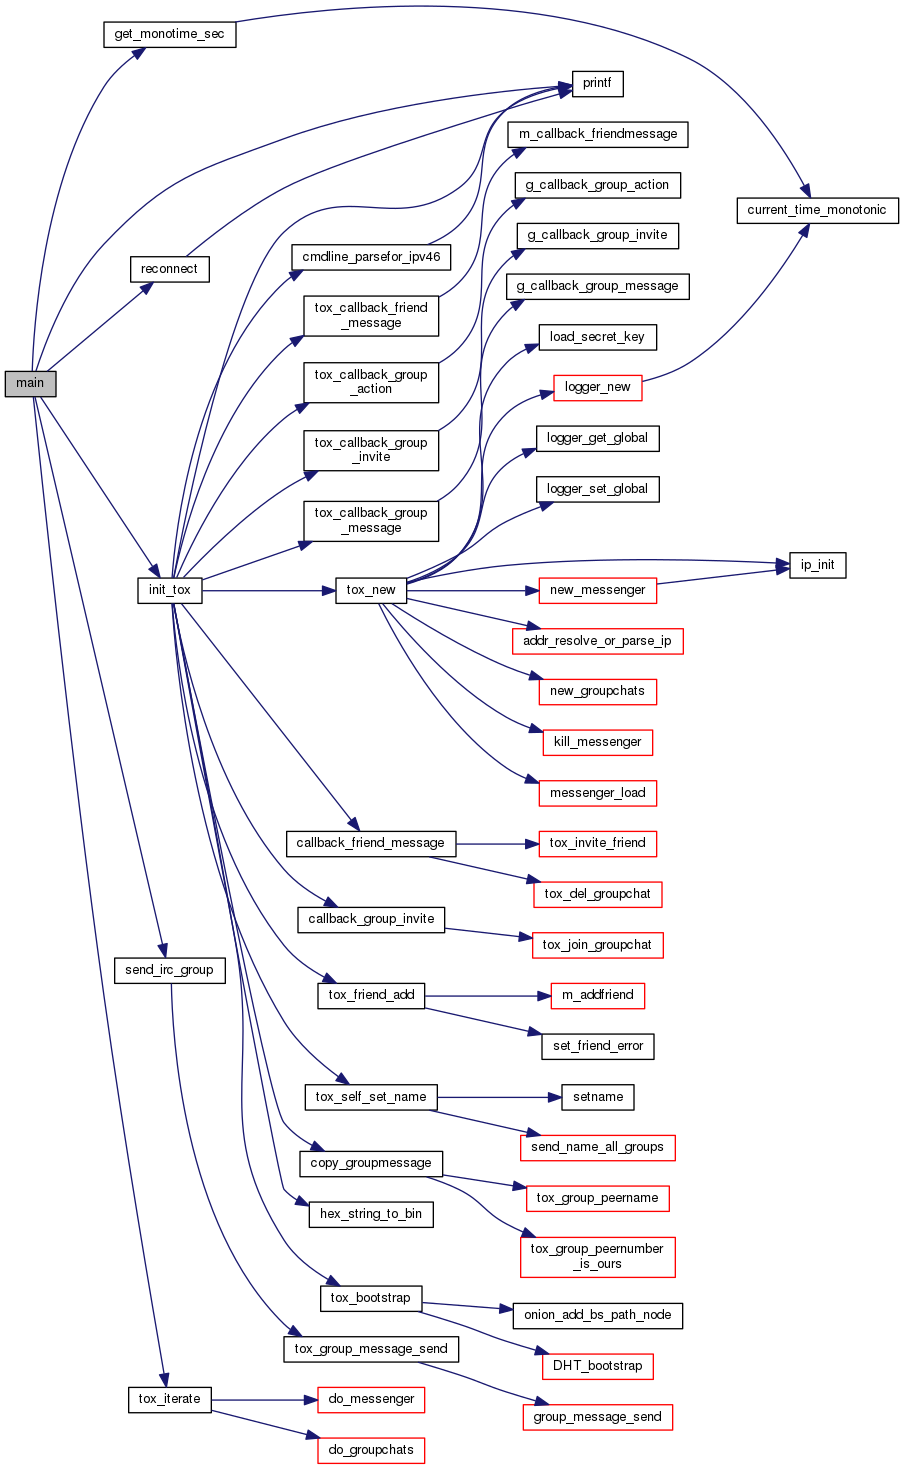 get_monotime_sec
printf
m_callback_friendmessage
g_callback_group_action
current_time_monotonic
g_callback_group_invite
cmdline_parsefor_ipv46
reconnect
g_callback_group_message
tox_callback_friend
_message
load_secret_key
tox_callback_group
_action
main
logger_new
tox_callback_group
_invite
logger_get_global
logger_set_global
tox_callback_group
_message
ip_init
init_tox
tox_new
new_messenger
addr_resolve_or_parse_ip
new_groupchats
kill_messenger
messenger_load
callback_friend_message
tox_invite_friend
tox_del_groupchat
callback_group_invite
tox_join_groupchat
send_irc_group
tox_friend_add
m_addfriend
set_friend_error
tox_self_set_name
setname
send_name_all_groups
copy_groupmessage
tox_group_peername
hex_string_to_bin
tox_group_peernumber
_is_ours
tox_bootstrap
onion_add_bs_path_node
tox_group_message_send
DHT_bootstrap
tox_iterate
do_messenger
group_message_send
do_groupchats